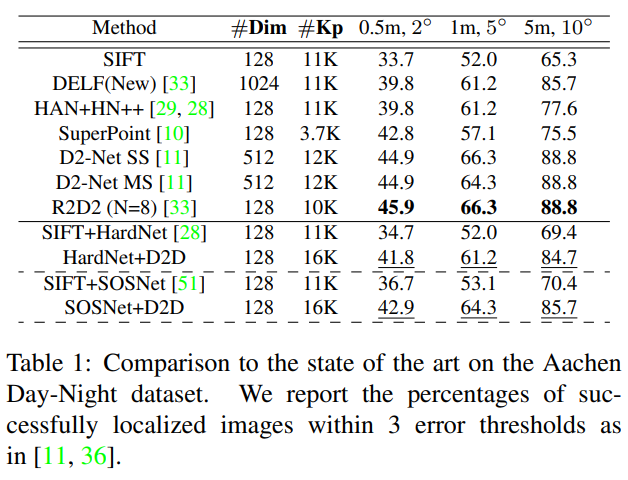 Method #Dim #Kp 0.5m, 2° 1m, 5° 5m, 10°
SIFT 128 11K 33.7 52.0 65.3
DELF(New) [33] 1024 11K 39.8 61.2 85.7
HAN+HN++ [29, 28] 128 11K 39.8 61.2 77.6
SuperPoint [10] 128 3.7K 42.8 57.1 75.5
D2-Net SS [11] 512 12K 44.9 66.3 88.8
D2-Net MS [11] 512 12K 44.9 64.3 88.8
R2D2 (N=8) [33] 128 10K 45.9 66.3 88.8
SIFT+HardNet [28] 128 11K 34.7 52.0 69.4
HardNet+D2D 128 16K 41.8 61.2 84.7
SIFT+SOSNet [51] 128 11K 36.7 53.1 70.4
SOSNet+D2D 128 16K 42.9 64.3 85.7
Table 1: Comparison to the state of the art on the Aachen
Day-Night dataset. We report the percentages of suc-
cessfully localized images within 3 error thresholds as
in [11, 36].